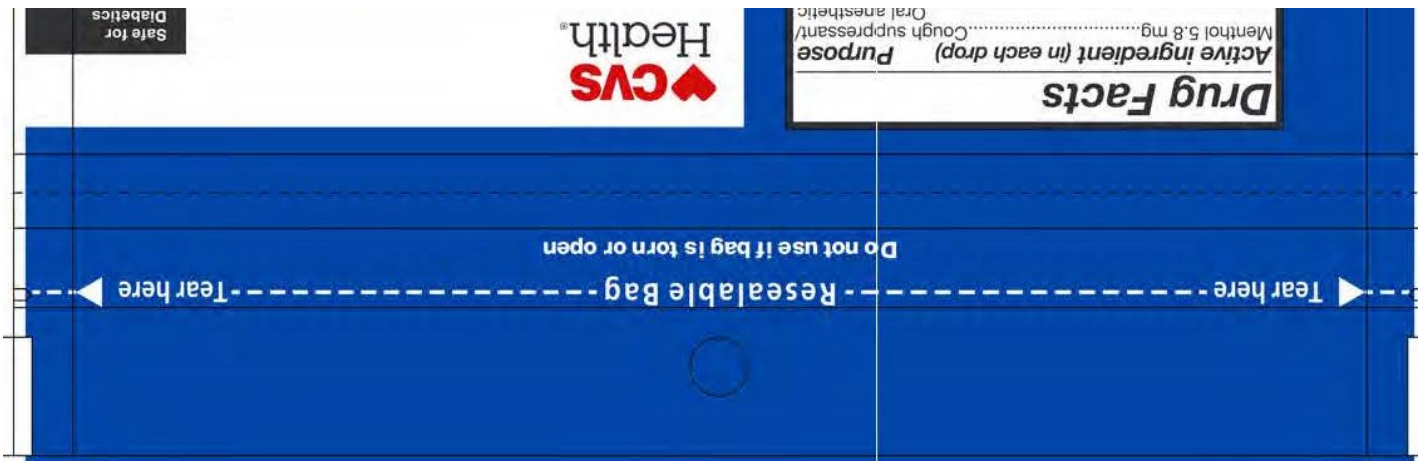 Tear here Resealable Bag Tear here
Do not use if bag is torn or open
Drug Facts
Active ingredient (in each drop) Purpose
Menthol 5.8 mg..............................Cough suppressant/
Oral anesthetic
CVS
Health®
Safe for
Diabetics